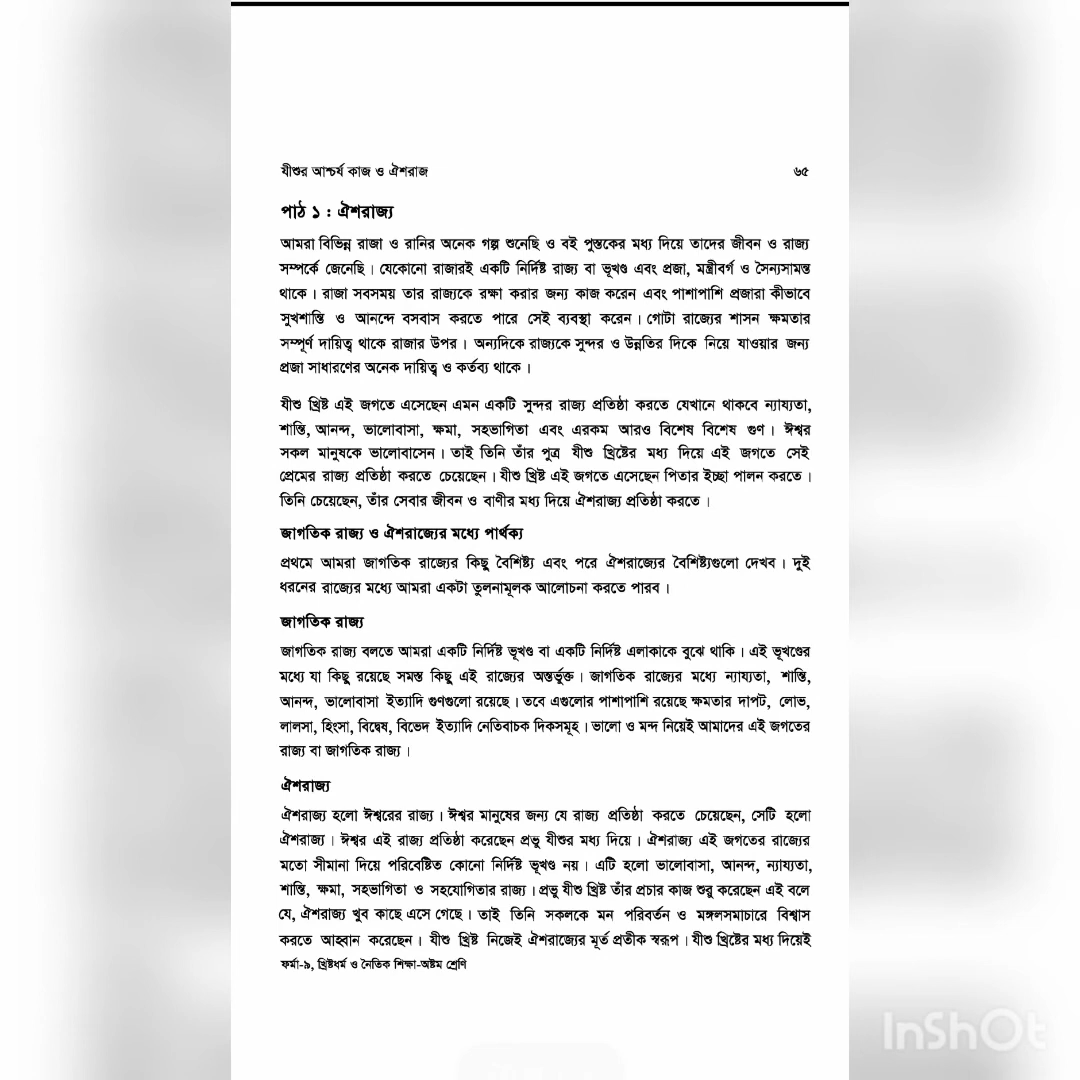 যীশুর আশ্চর্য কাজ ও ঐশরাজ ৬৫
পাঠ ১ : ঐশরাজ্য
আমরা বিভিন্ন রাজা ও রানির অনেক গল্প শুনেছি ও বই পুস্তকের মধ্য দিয়ে তাদের জীবন ও রাজ্য
সম্পর্কে জেনেছি। যেকোনো রাজারই একটি নির্দিষ্ট রাজ্য বা ভূখণ্ড এবং প্রজা, মন্ত্রীবর্গ ও সৈন্যসামন্ত
থাকে। রাজা সবসময় তার রাজ্যকে রক্ষা করার জন্য কাজ করেন এবং পাশাপাশি প্রজারা কীভাবে
সুখশান্তি ও আনন্দে বসবাস করতে পারে সেই ব্যবস্থা করেন। গোটা রাজ্যের শাসন ক্ষমতার
সম্পূর্ণ দায়িত্ব থাকে রাজার উপর। অন্যদিকে রাজ্যকে সুন্দর ও উন্নতির দিকে নিয়ে যাওয়ার জন্য
প্রজা সাধারণের অনেক দায়িত্ব ও কর্তব্য থাকে।
যীশু খ্রিষ্ট এই জগতে এসেছেন এমন একটি সুন্দর রাজ্য প্রতিষ্ঠা করতে যেখানে থাকবে ন্যায্যতা,
শান্তি, আনন্দ, ভালোবাসা, ক্ষমা, সহভাগিতা এবং এরকম আরও বিশেষ বিশেষ গুণ। ঈশ্বর
সকল মানুষকে ভালোবাসেন। তাই তিনি তাঁর পুত্র যীশু খ্রিষ্টের মধ্য দিয়ে এই জগতে সেই
প্রেমের রাজ্য প্রতিষ্ঠা করতে চেয়েছেন। যীশু খ্রিষ্ট এই জগতে এসেছেন পিতার ইচ্ছা পালন করতে।
তিনি চেয়েছেন, তাঁর সেবার জীবন ও বাণীর মধ্য দিয়ে ঐশরাজ্য প্রতিষ্ঠা করতে।
জাগতিক রাজ্য ও ঐশরাজ্যের মধ্যে পার্থক্য
প্রথমে আমরা জাগতিক রাজ্যের কিছু বৈশিষ্ট্য এবং পরে ঐশরাজ্যের বৈশিষ্ট্যগুলো দেখব। দুই
ধরনের রাজ্যের মধ্যে আমরা একটা তুলনামূলক আলোচনা করতে পারব।
জাগতিক রাজ্য
জাগতিক রাজ্য বলতে আমরা একটি নির্দিষ্ট ভূখণ্ড বা একটি নির্দিষ্ট এলাকাকে বুঝে থাকি। এই ভূখণ্ডের
মধ্যে যা কিছু রয়েছে সমস্ত কিছু এই রাজ্যের অন্তর্ভুক্ত। জাগতিক রাজ্যের মধ্যে ন্যায্যতা, শান্তি,
আনন্দ, ভালোবাসা ইত্যাদি গুণগুলো রয়েছে। তবে এগুলোর পাশাপাশি রয়েছে ক্ষমতার দাপট, লোভ,
লালসা, হিংসা, বিদ্বেষ, বিভেদ ইত্যাদি নেতিবাচক দিকসমূহ। ভালো ও মন্দ নিয়েই আমাদের এই জগতের
রাজ্য বা জাগতিক রাজ্য।
ঐশরাজ্য
ঐশরাজ্য হলো ঈশ্বরের রাজ্য। ঈশ্বর মানুষের জন্য যে রাজ্য প্রতিষ্ঠা করতে চেয়েছেন, সেটি হলো
ঐশরাজ্য। ঈশ্বর এই রাজ্য প্রতিষ্ঠা করেছেন প্রভু যীশুর মধ্য দিয়ে। ঐশরাজ্য এই জগতের রাজ্যের
মতো সীমানা দিয়ে পরিবেষ্টিত কোনো নির্দিষ্ট ভূখণ্ড নয়। এটি হলো ভালোবাসা, আনন্দ, ন্যায্যতা,
শান্তি, ক্ষমা, সহভাগিতা ও সহযোগিতার রাজ্য। প্রভু যীশু খ্রিষ্ট তাঁর প্রচার কাজ শুরু করেছেন এই বলে
যে, ঐশরাজ্য খুব কাছে এসে গেছে। তাই তিনি সকলকে মন পরিবর্তন ও মঙ্গলসমাচারে বিশ্বাস
করতে আহ্বান করেছেন। যীশু খ্রিষ্ট নিজেই ঐশরাজ্যের মূর্ত প্রতীক স্বরূপ। যীশু খ্রিষ্টের মধ্য দিয়েই
ফর্মা-৯, খ্রিষ্টধর্ম ও নৈতিক শিক্ষা-অষ্টম শ্রেণি
InShOt